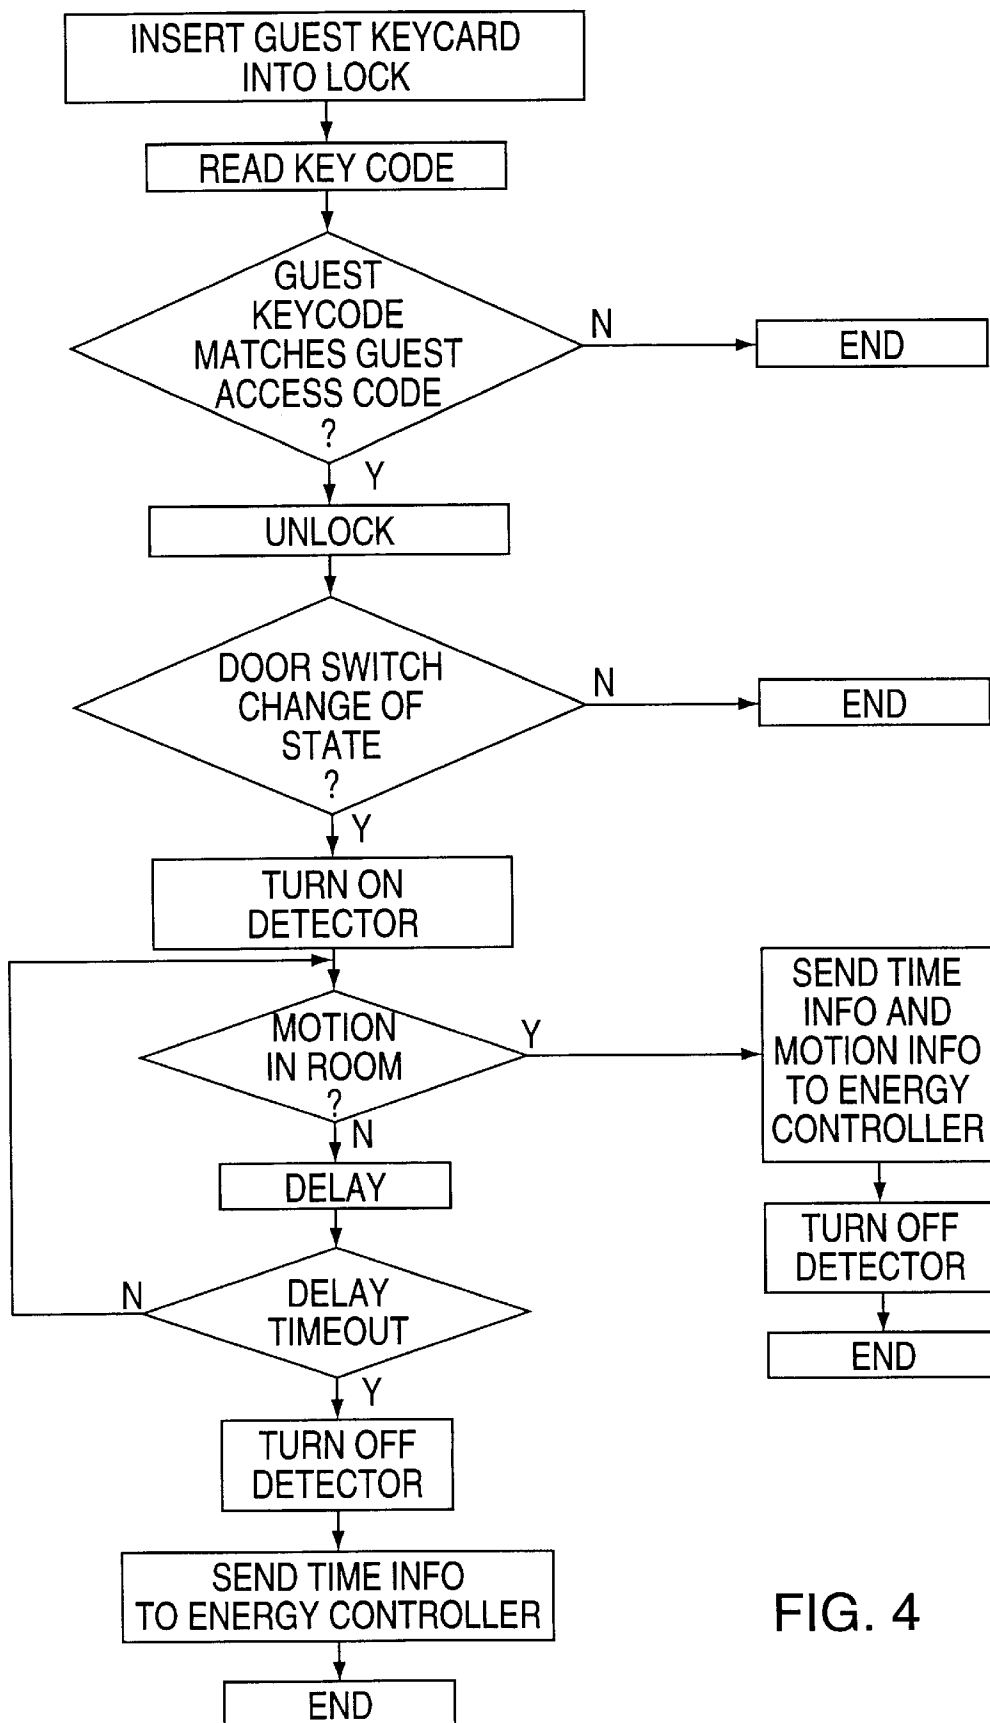 INSERT GUEST KEYCARD
INTO LOCK
READ KEY CODE
GUEST
KEYCODE
MATCHES GUEST
ACCESS CODE
?
N
END
Y
UNLOCK
DOOR SWITCH
CHANGE OF
STATE
?
N
END
Y
TURN ON
DETECTOR
MOTION
IN ROOM
?
Y
SEND TIME
INFO AND
MOTION INFO
TO ENERGY
CONTROLLER
TURN OFF
DETECTOR
END
N
DELAY
DELAY
TIMEOUT
N
Y
TURN OFF
DETECTOR
SEND TIME INFO
TO ENERGY CONTROLLER
END
FIG. 4